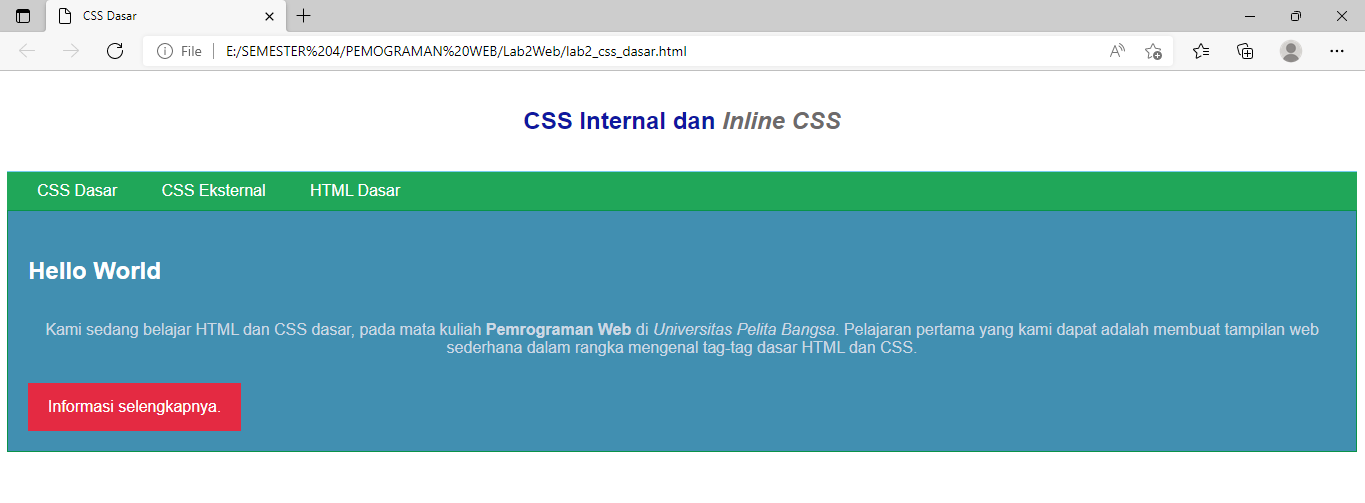 CSS Dasar
File
E:/SEMESTER%204/PEMOGRAMAN%20WEB/Lab2Web/lab2_css_dasar.html
CSS Internal dan Inline CSS
CSS Dasar CSS Eksternal HTML Dasar
Hello World
Kami sedang belajar HTML dan CSS dasar, pada mata kuliah Pemrograman Web di Universitas Pelita Bangsa. Pelajaran pertama yang kami dapat adalah membuat tampilan web
sederhana dalam rangka mengenal tag-tag dasar HTML dan CSS.
Informasi selengkapnya.